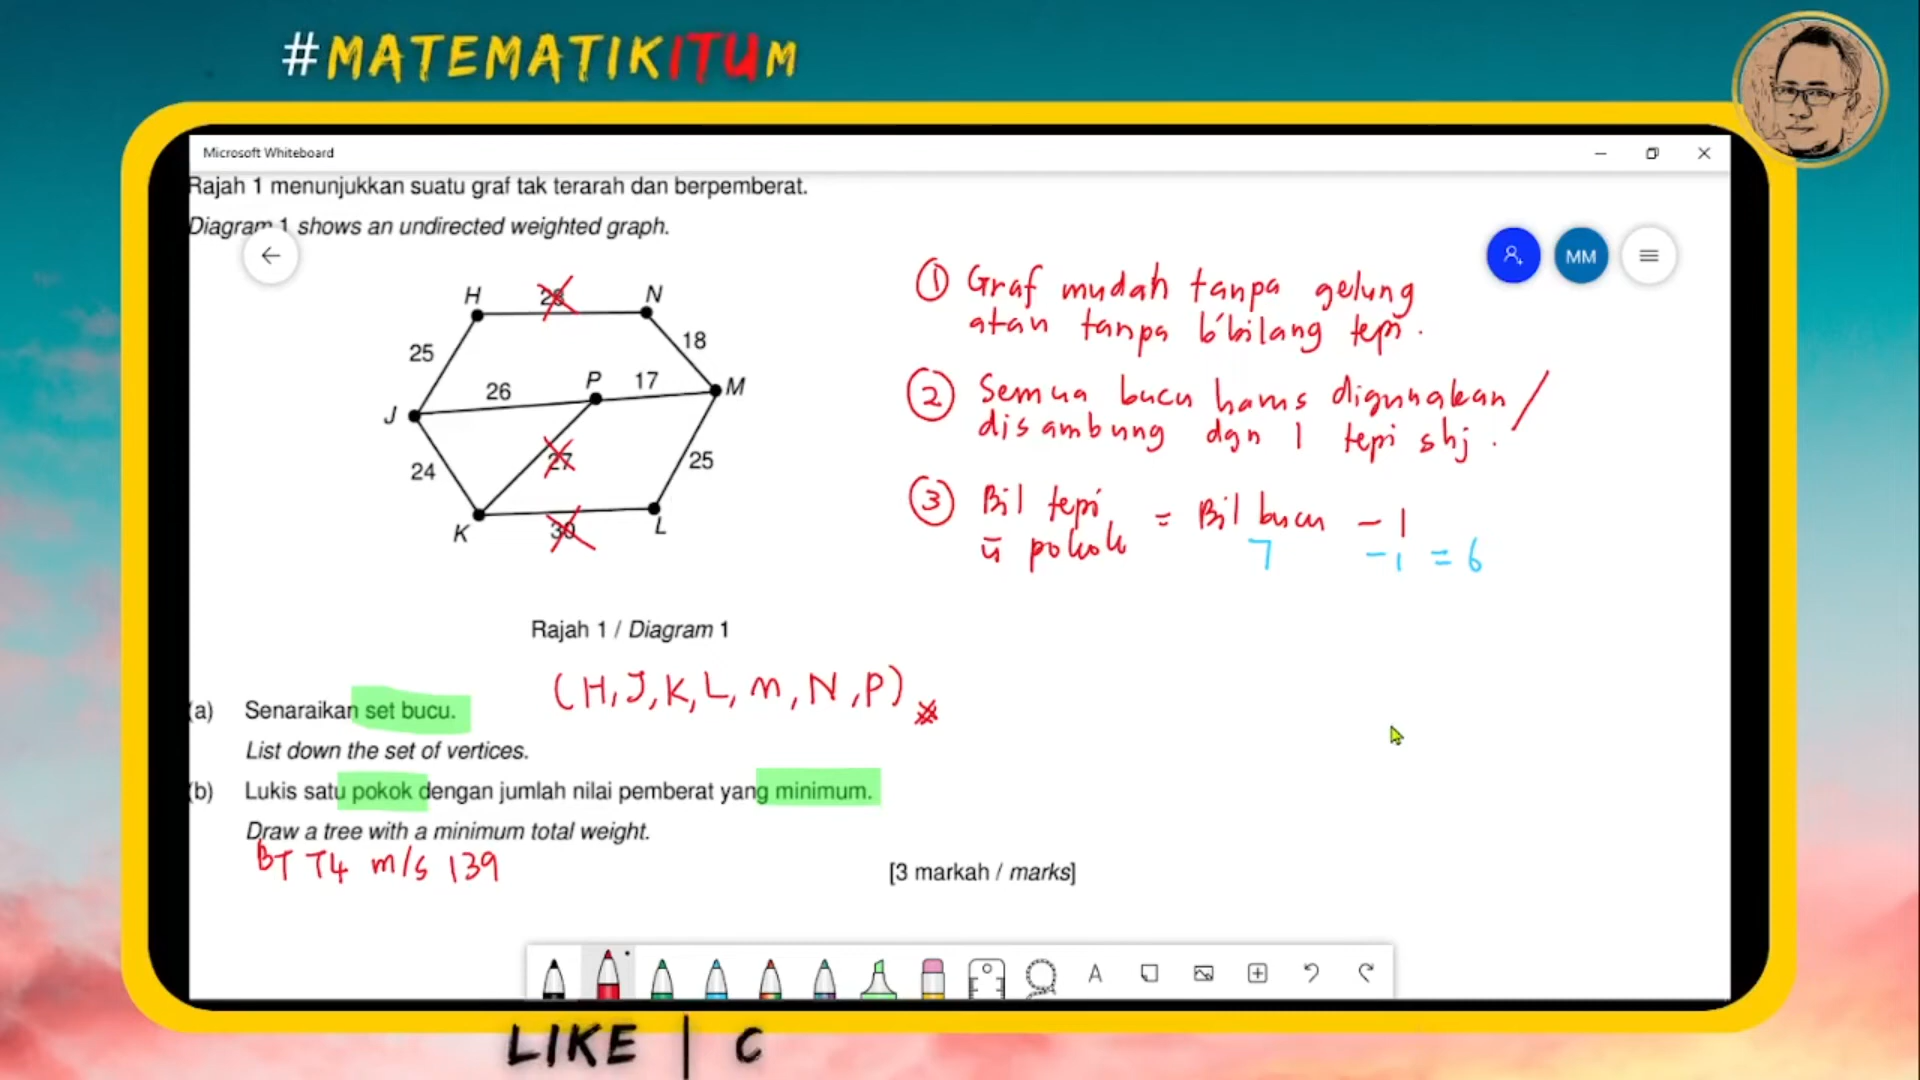 #MATEMATIKITUM
Microsoft Whiteboard
Rajah 1 menunjukkan suatu graf tak terarah dan berpemberat.
Diagram 1 shows an undirected weighted graph.
MM
H
28
N
25
18
26
P
17
M
J
24
27
25
K
30
L
Rajah 1 / Diagram 1
① Graf mudah tanpa gelung
atau tanpa b'bilang tepi.
② Semua bucu harus digunakan /
disambung dgn 1 tepi shj.
③ Bil tepi = Bil bucu - 1
ū pokok
7 - 1 = 6
(a) Senaraikan set bucu.
(H, J, K, L, M, N, P)
List down the set of vertices.
(b) Lukis satu pokok dengan jumlah nilai pemberat yang minimum.
Draw a tree with a minimum total weight.
BT T4 m/s 139
[3 markah / marks]
A
LIKE | C